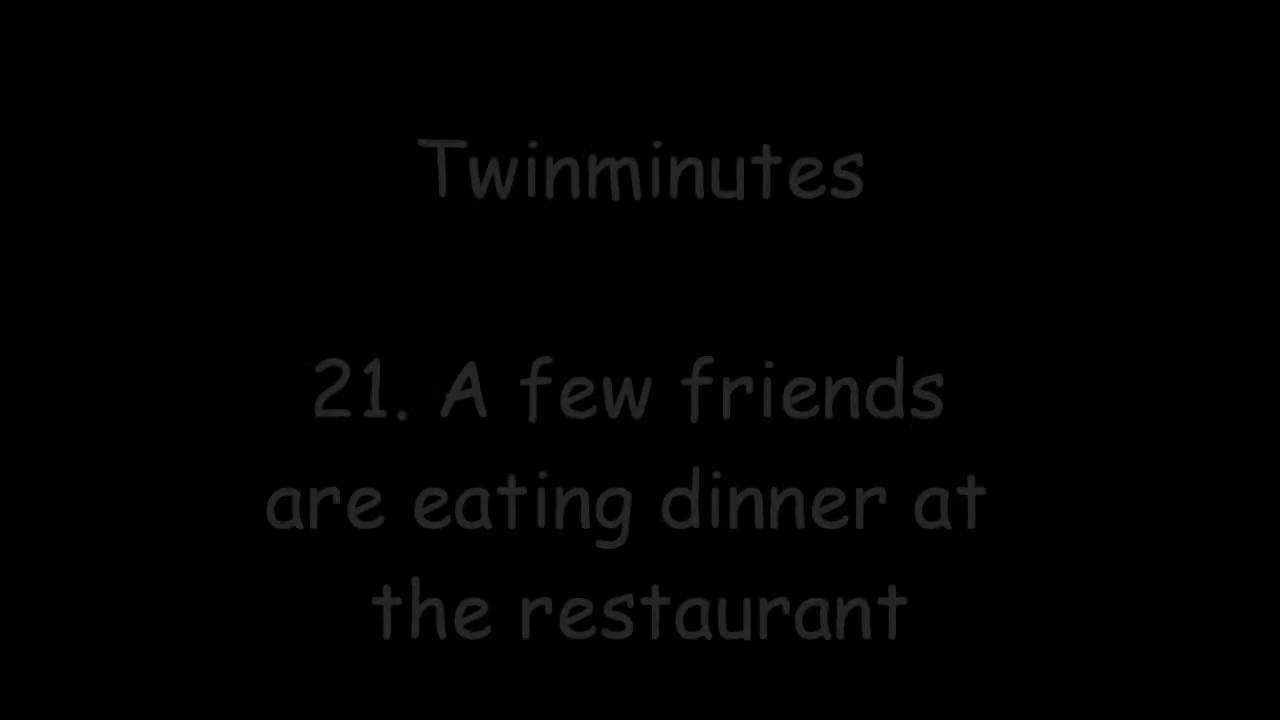 Twinminutes
21. A few friends
are eating dinner at
the restaurant